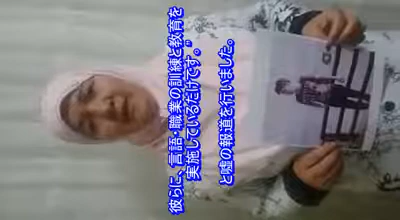 彼らに、言語・職業の訓練と教育を
実施しているだけです。”
と嘘の報道を行いました。